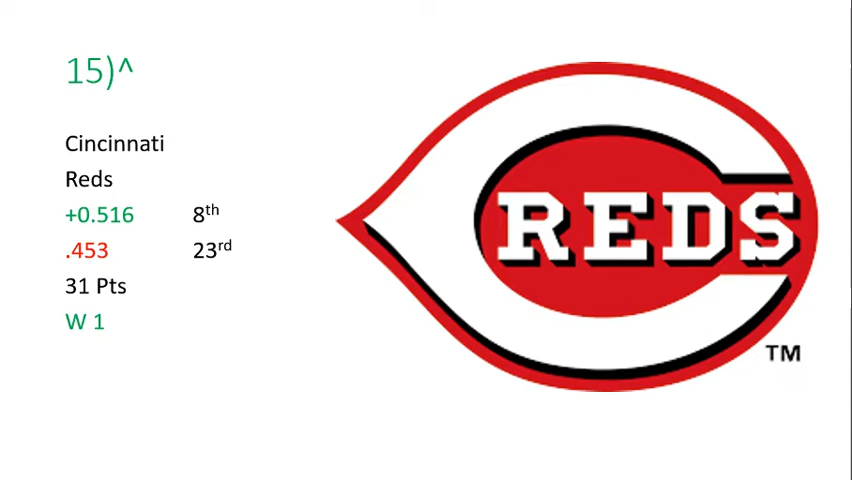 15)^
Cincinnati
Reds
+0.516 8th
.453 23rd
31 Pts
W 1
REDS
TM